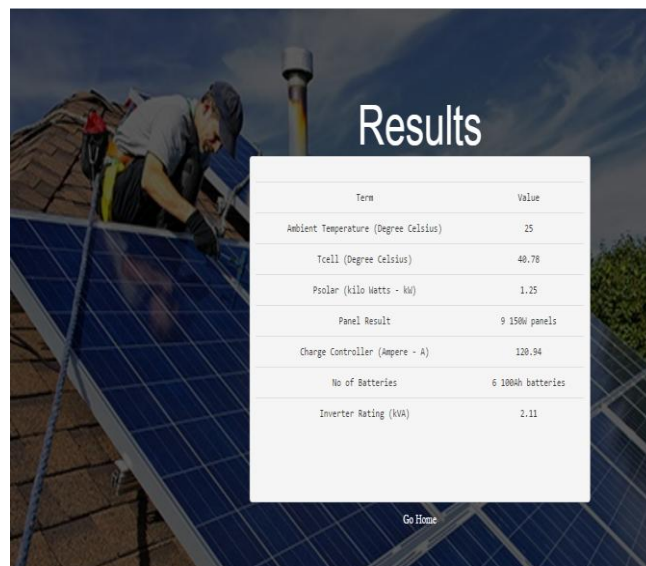 Results
Term Value
Ambient Temperature (Degree Celsius) 25
Tcell (Degree Celsius) 40.78
Psolar (kilo Watts - kW) 1.25
Panel Result 9 150W panels
Charge Controller (Ampere - A) 120.94
No of Batteries 6 100Ah batteries
Inverter Rating (kVA) 2.11
Go Home